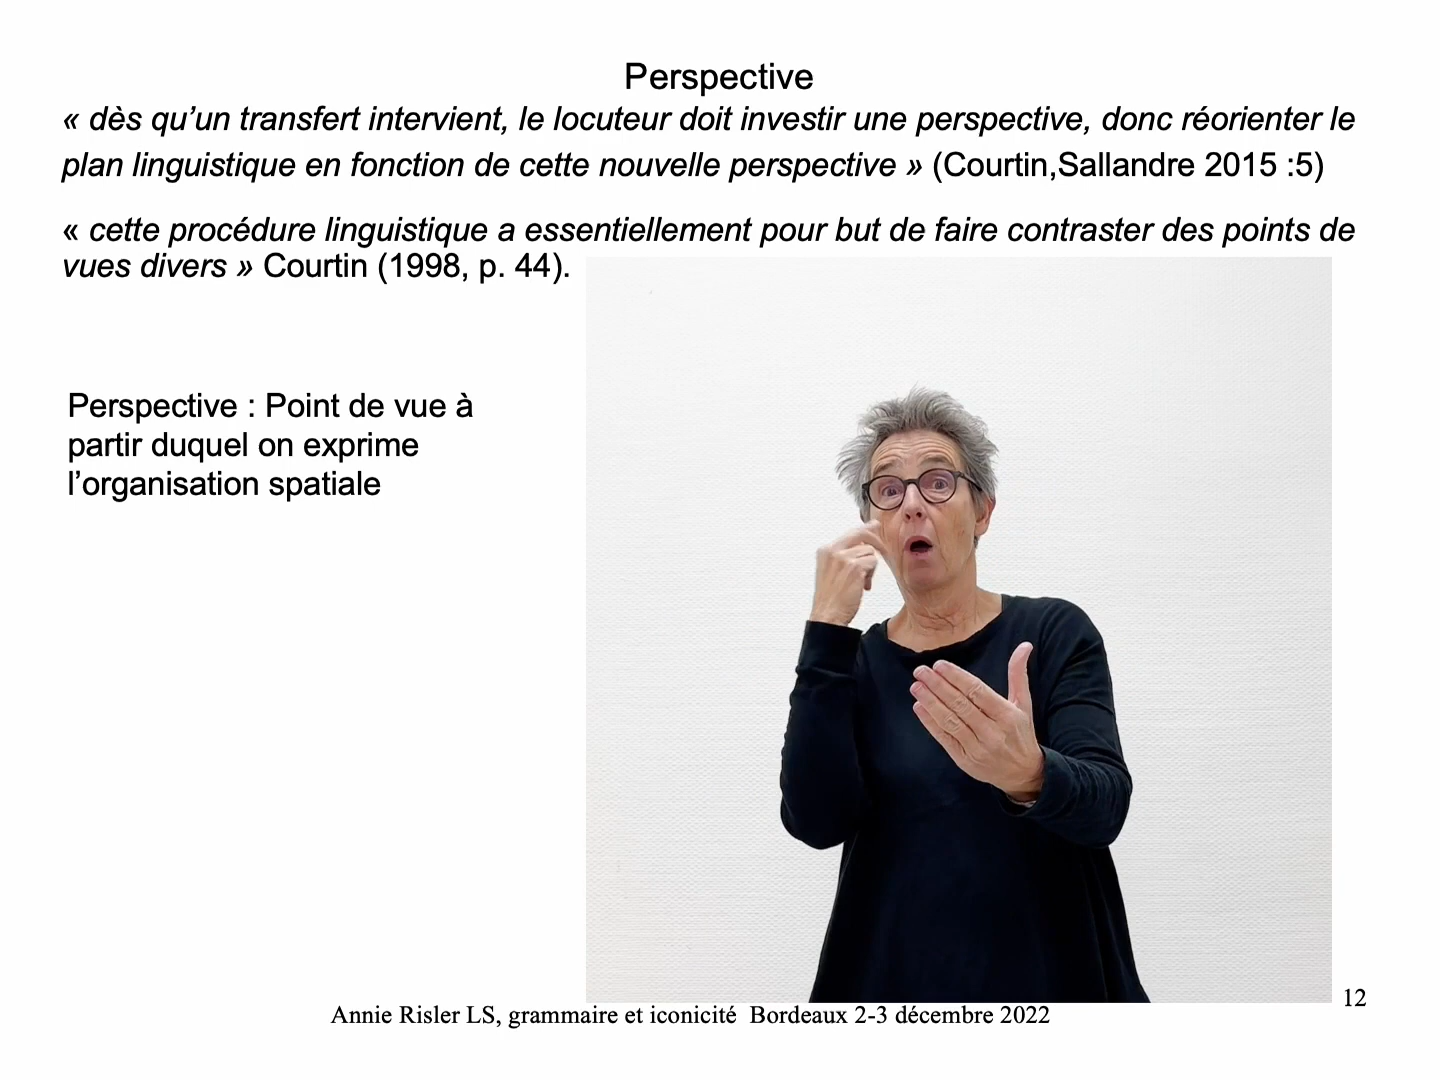 Perspective
« dès qu’un transfert intervient, le locuteur doit investir une perspective, donc réorienter le
plan linguistique en fonction de cette nouvelle perspective » (Courtin,Sallandre 2015 :5)
« cette procédure linguistique a essentiellement pour but de faire contraster des points de
vues divers » Courtin (1998, p. 44).
Perspective : Point de vue à
partir duquel on exprime
l’organisation spatiale
12
Annie Risler LS, grammaire et iconicité  Bordeaux 2-3 décembre 2022